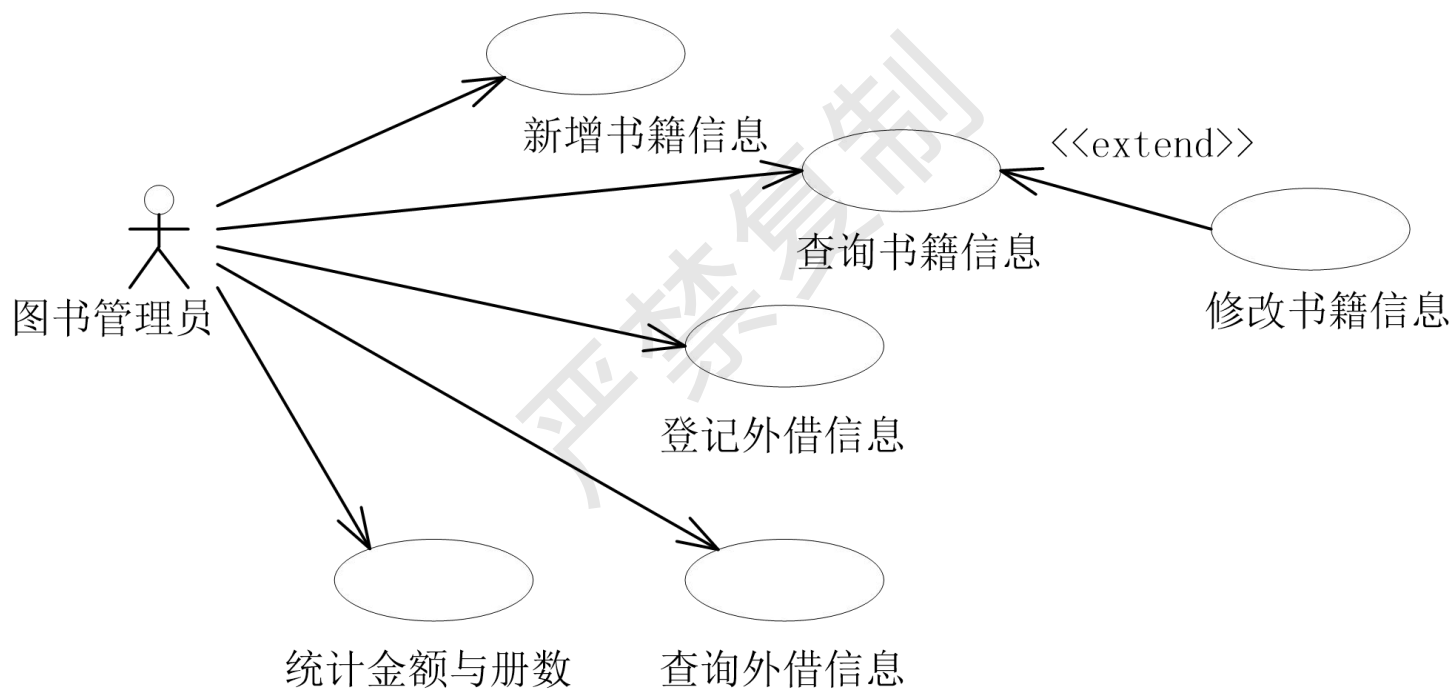 新增书籍信息
<<extend>>
查询书籍信息
图书管理员
修改书籍信息
登记外借信息
统计金额与册数
查询外借信息
严禁复制